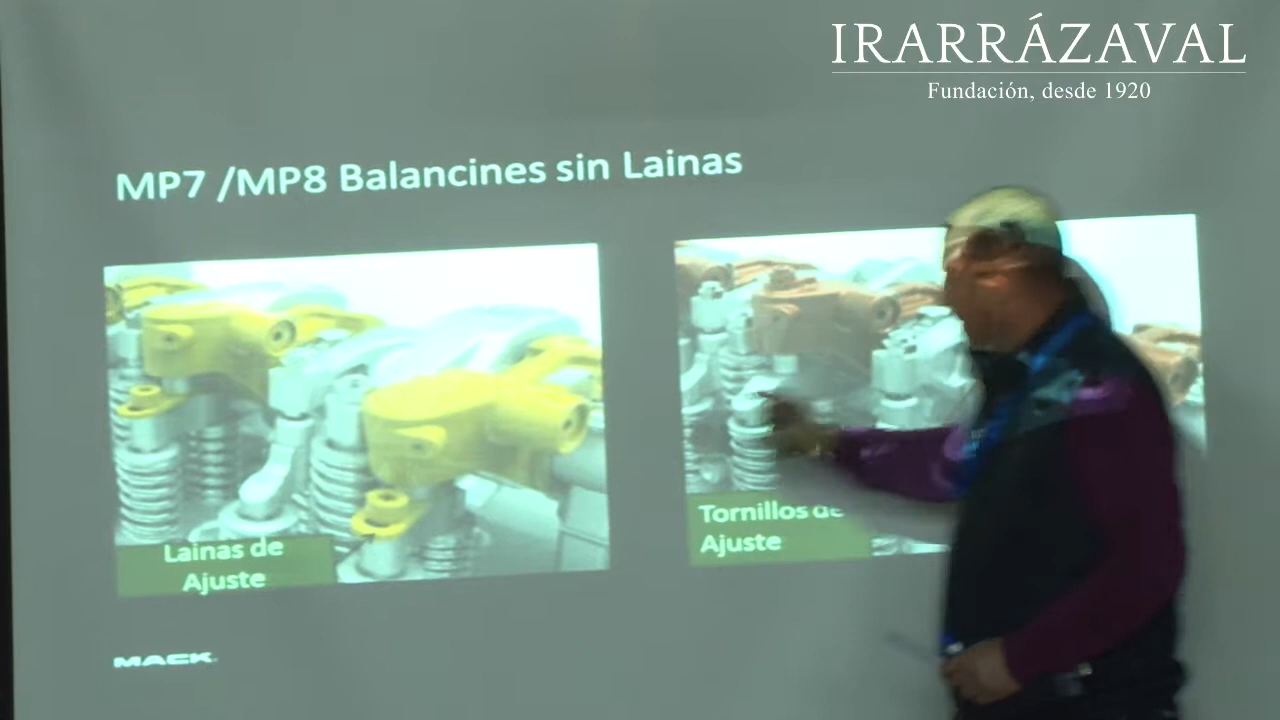 IRARRÁZAVAL
Fundación, desde 1920
MP7 /MP8 Balancines sin Lainas
Lainas de
Ajuste
Tornillos de
Ajuste
MACK